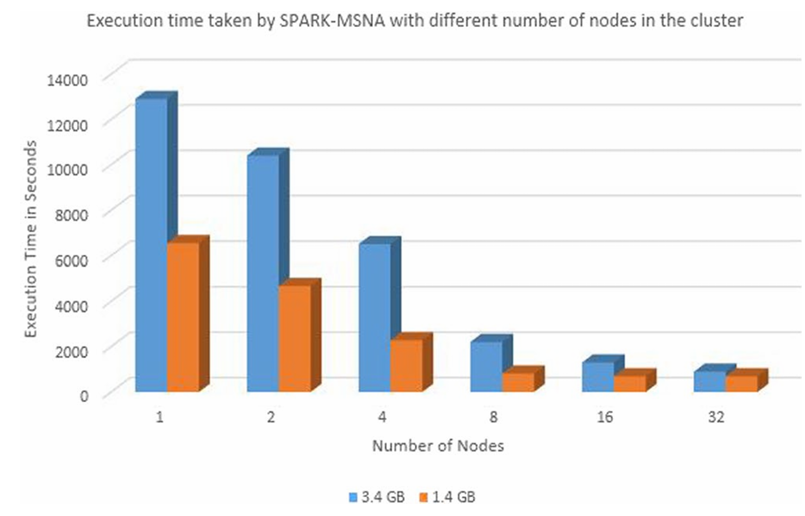 Execution time taken by SPARK-MSNA with different number of nodes in the cluster
14000
12000
10000
8000
6000
4000
2000
0
Execution Time in Seconds
1 2 4 8 16 32
Number of Nodes
3.4 GB 1.4 GB